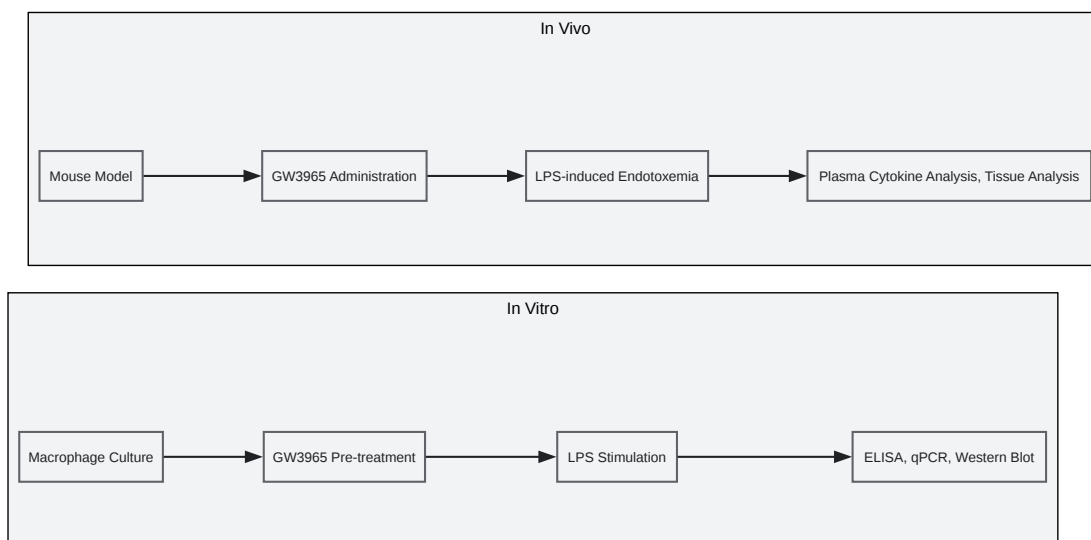 In Vivo
Mouse Model
GW3965 Administration
LPS-induced Endotoxemia
Plasma Cytokine Analysis, Tissue Analysis
In Vitro
Macrophage Culture
GW3965 Pre-treatment
LPS Stimulation
ELISA, qPCR, Western Blot